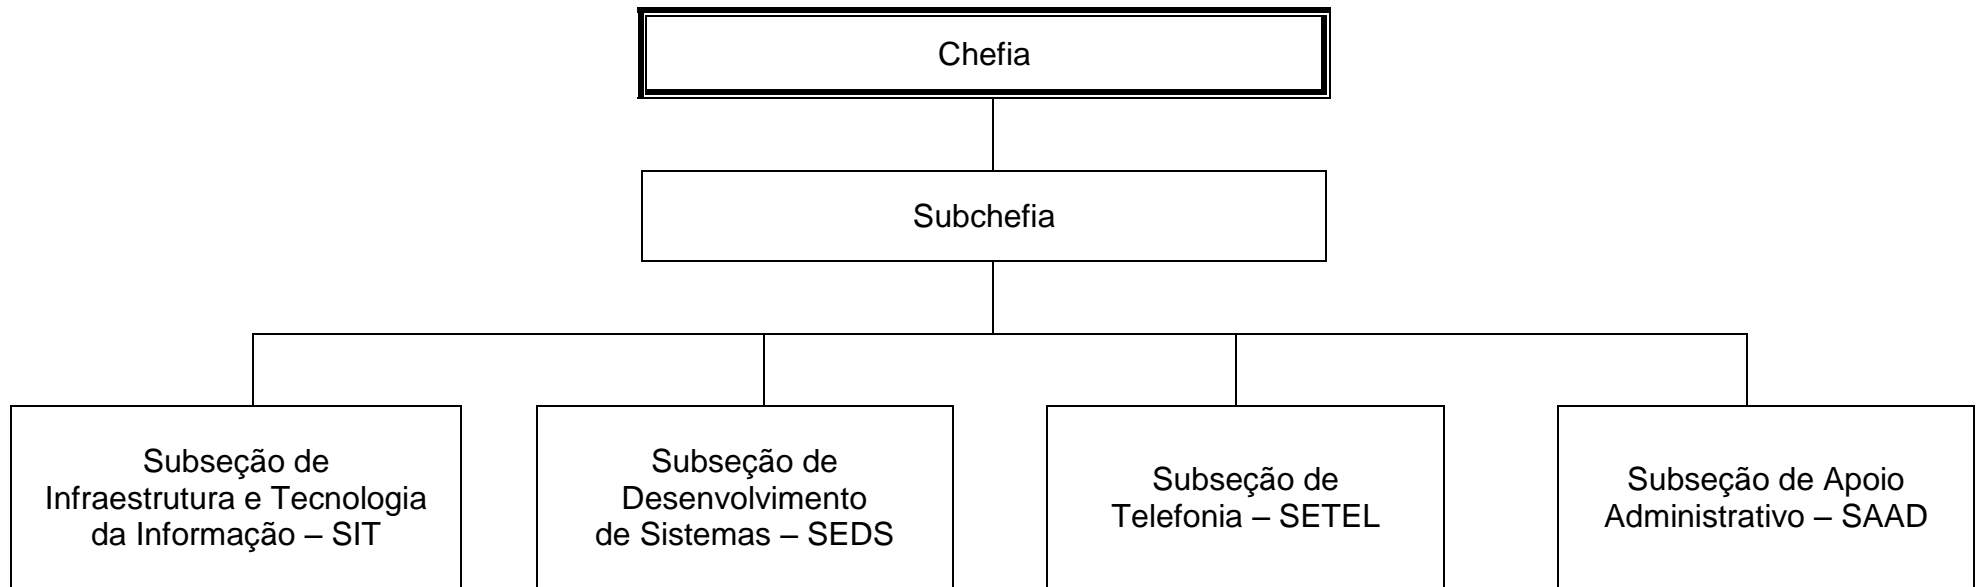 Chefia
Subchefia
Subseção de
Infraestrutura e Tecnologia
da Informação – SIT
Subseção de
Desenvolvimento
de Sistemas – SEDS
Subseção de
Telefonia – SETEL
Subseção de Apoio
Administrativo – SAAD